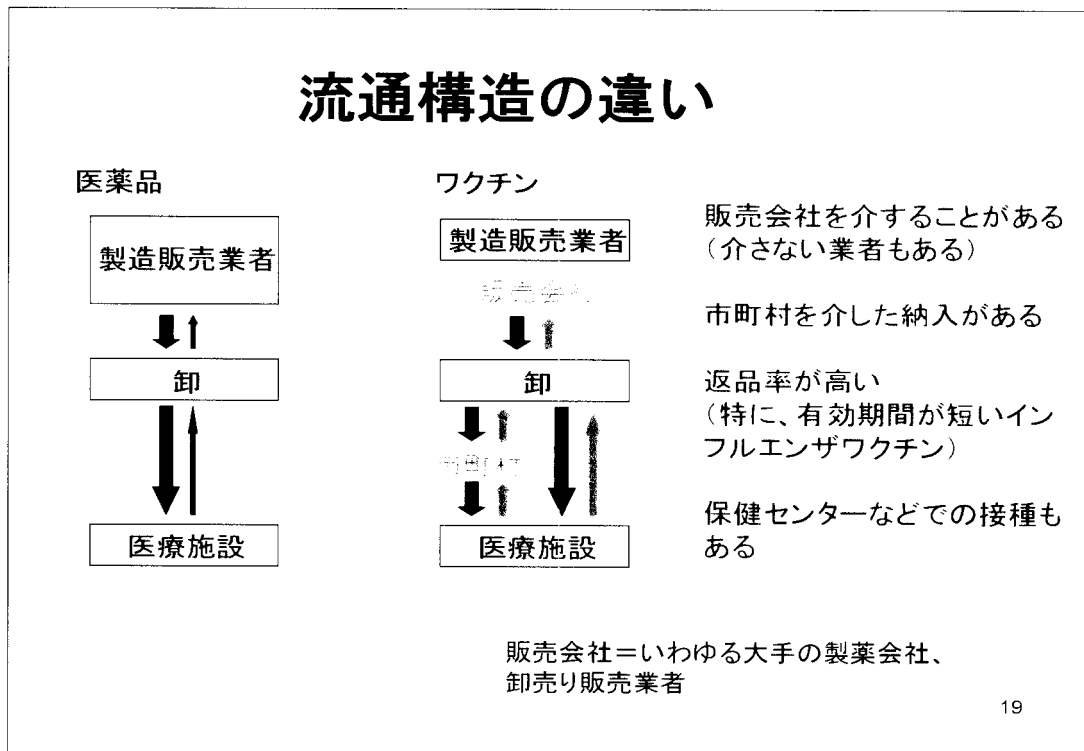 流通構造の違い
医薬品
製造販売業者
卸
医療施設
ワクチン
製造販売業者
販売会社
卸
市町村
医療施設
販売会社を介することがある
（介さない業者もある）
市町村を介した納入がある
返品率が高い
（特に、有効期間が短いイン
フルエンザワクチン）
保健センターなどでの接種も
ある
販売会社＝いわゆる大手の製薬会社、
卸売り販売業者
19